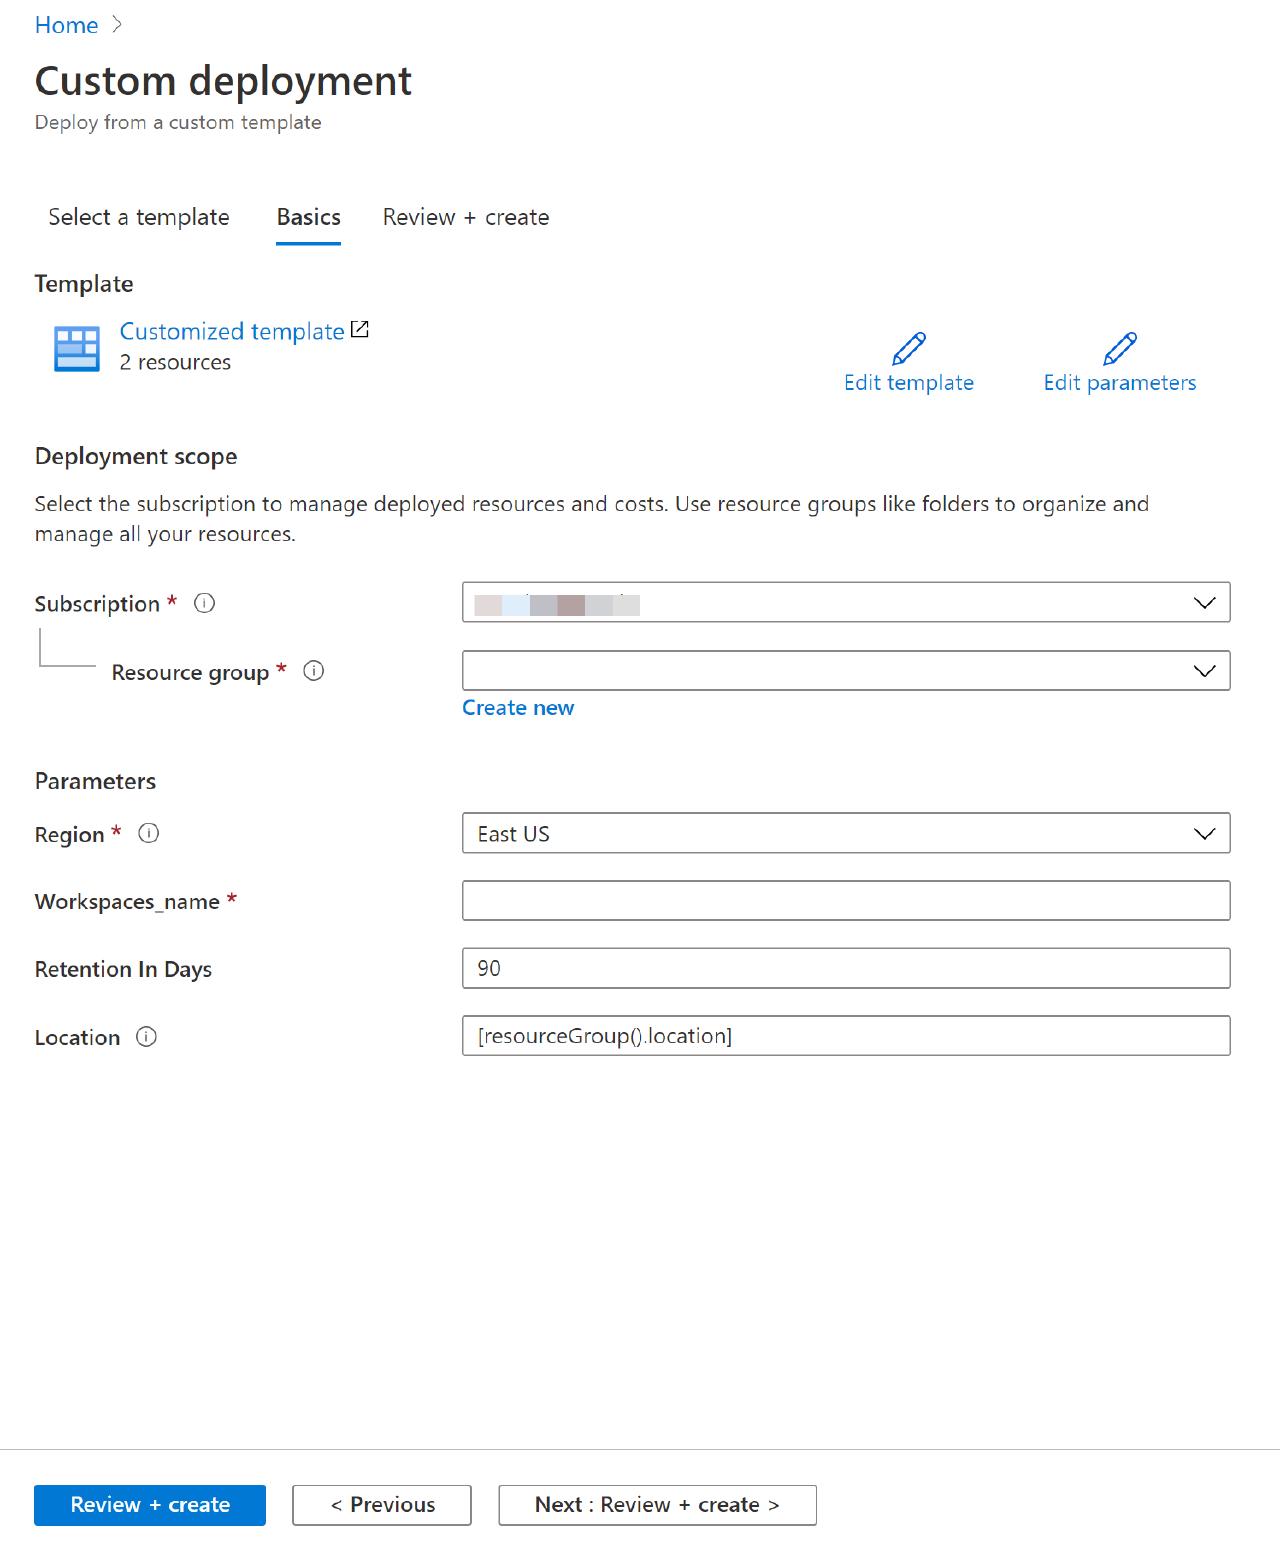 Home >
Custom deployment
Deploy from a custom template
Select a template Basics Review + create
Template
Customized template
2 resources
Edit template Edit parameters
Deployment scope
Select the subscription to manage deployed resources and costs. Use resource groups like folders to organize and
manage all your resources.
Subscription *
Resource group *
Create new
Parameters
Region * East US
Workspaces_name *
Retention In Days 90
Location [resourceGroup().location]
Review + create < Previous Next : Review + create >